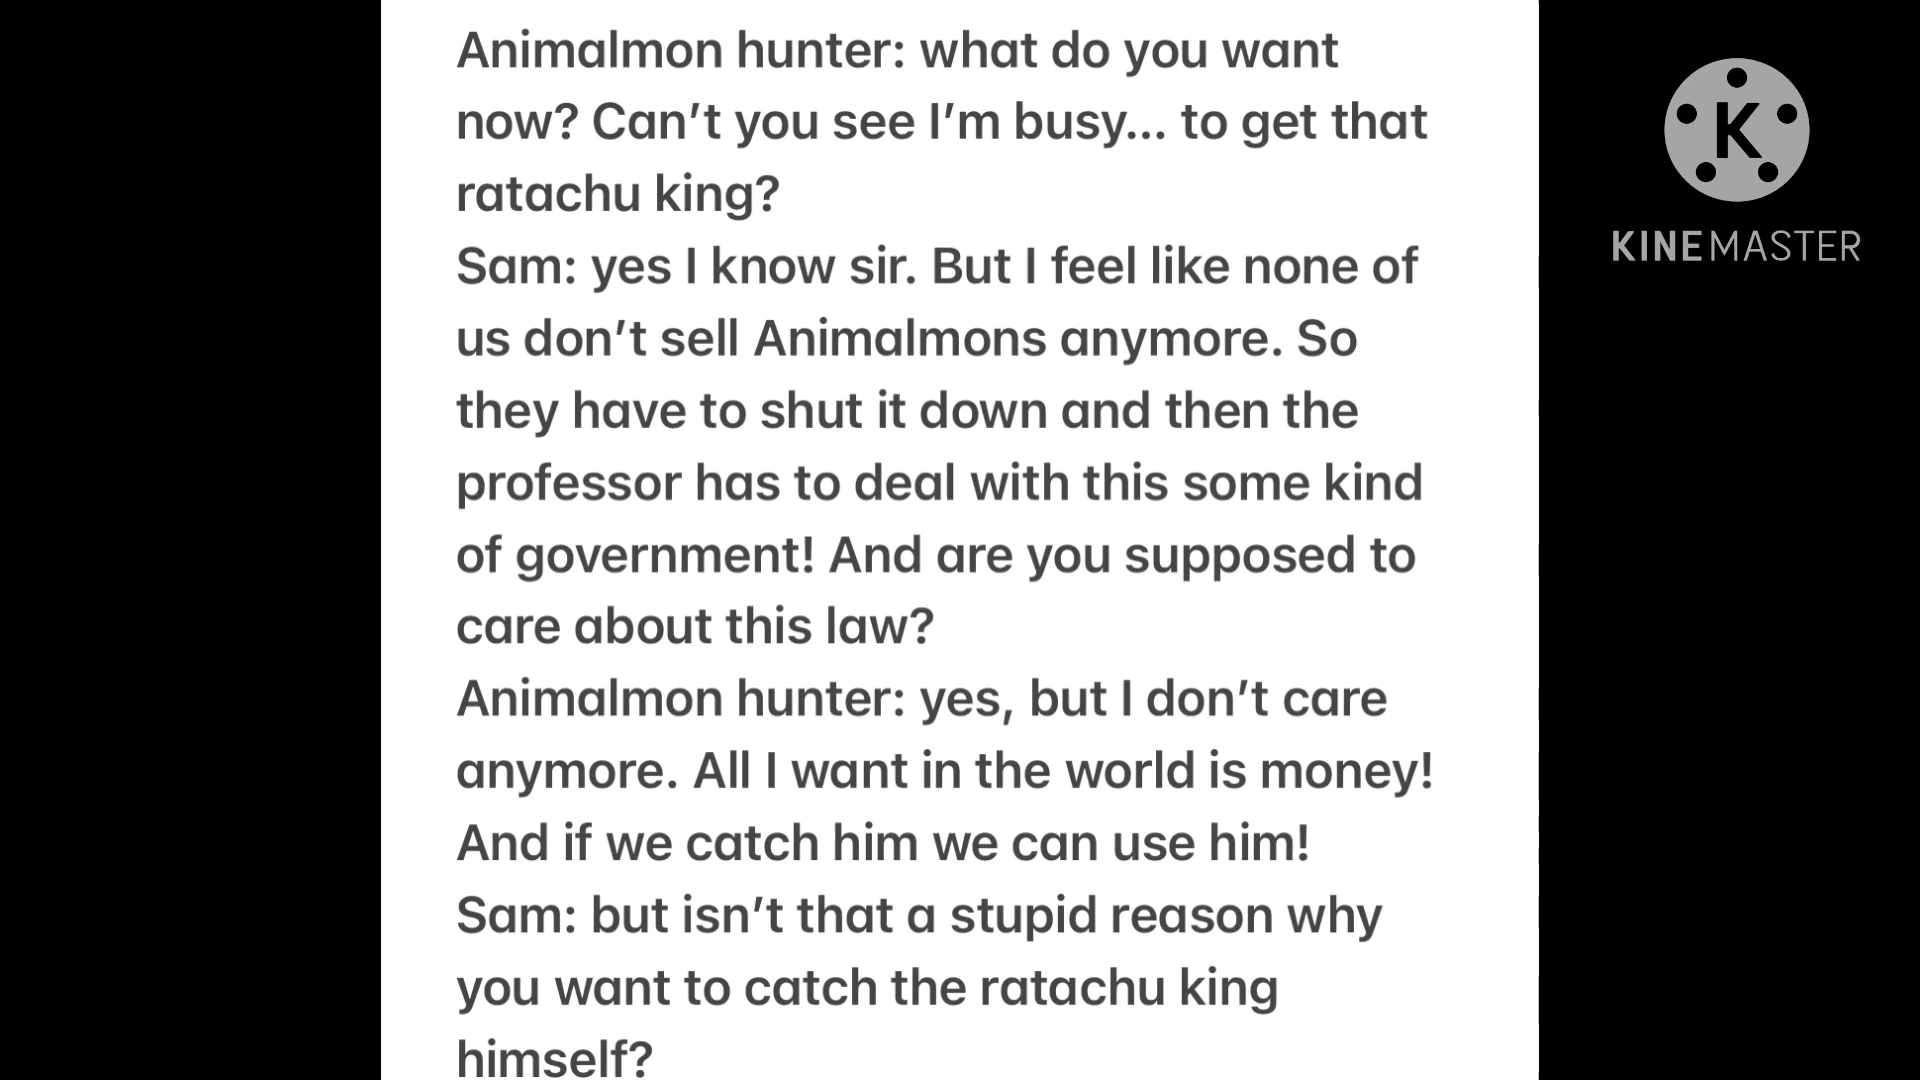 Animalmon hunter: what do you want
now? Can’t you see I’m busy... to get that
ratachu king?
Sam: yes I know sir. But I feel like none of
us don’t sell Animalmons anymore. So
they have to shut it down and then the
professor has to deal with this some kind
of government! And are you supposed to
care about this law?
Animalmon hunter: yes, but I don’t care
anymore. All I want in the world is money!
And if we catch him we can use him!
Sam: but isn’t that a stupid reason why
you want to catch the ratachu king
himself?
K
KINEMASTER